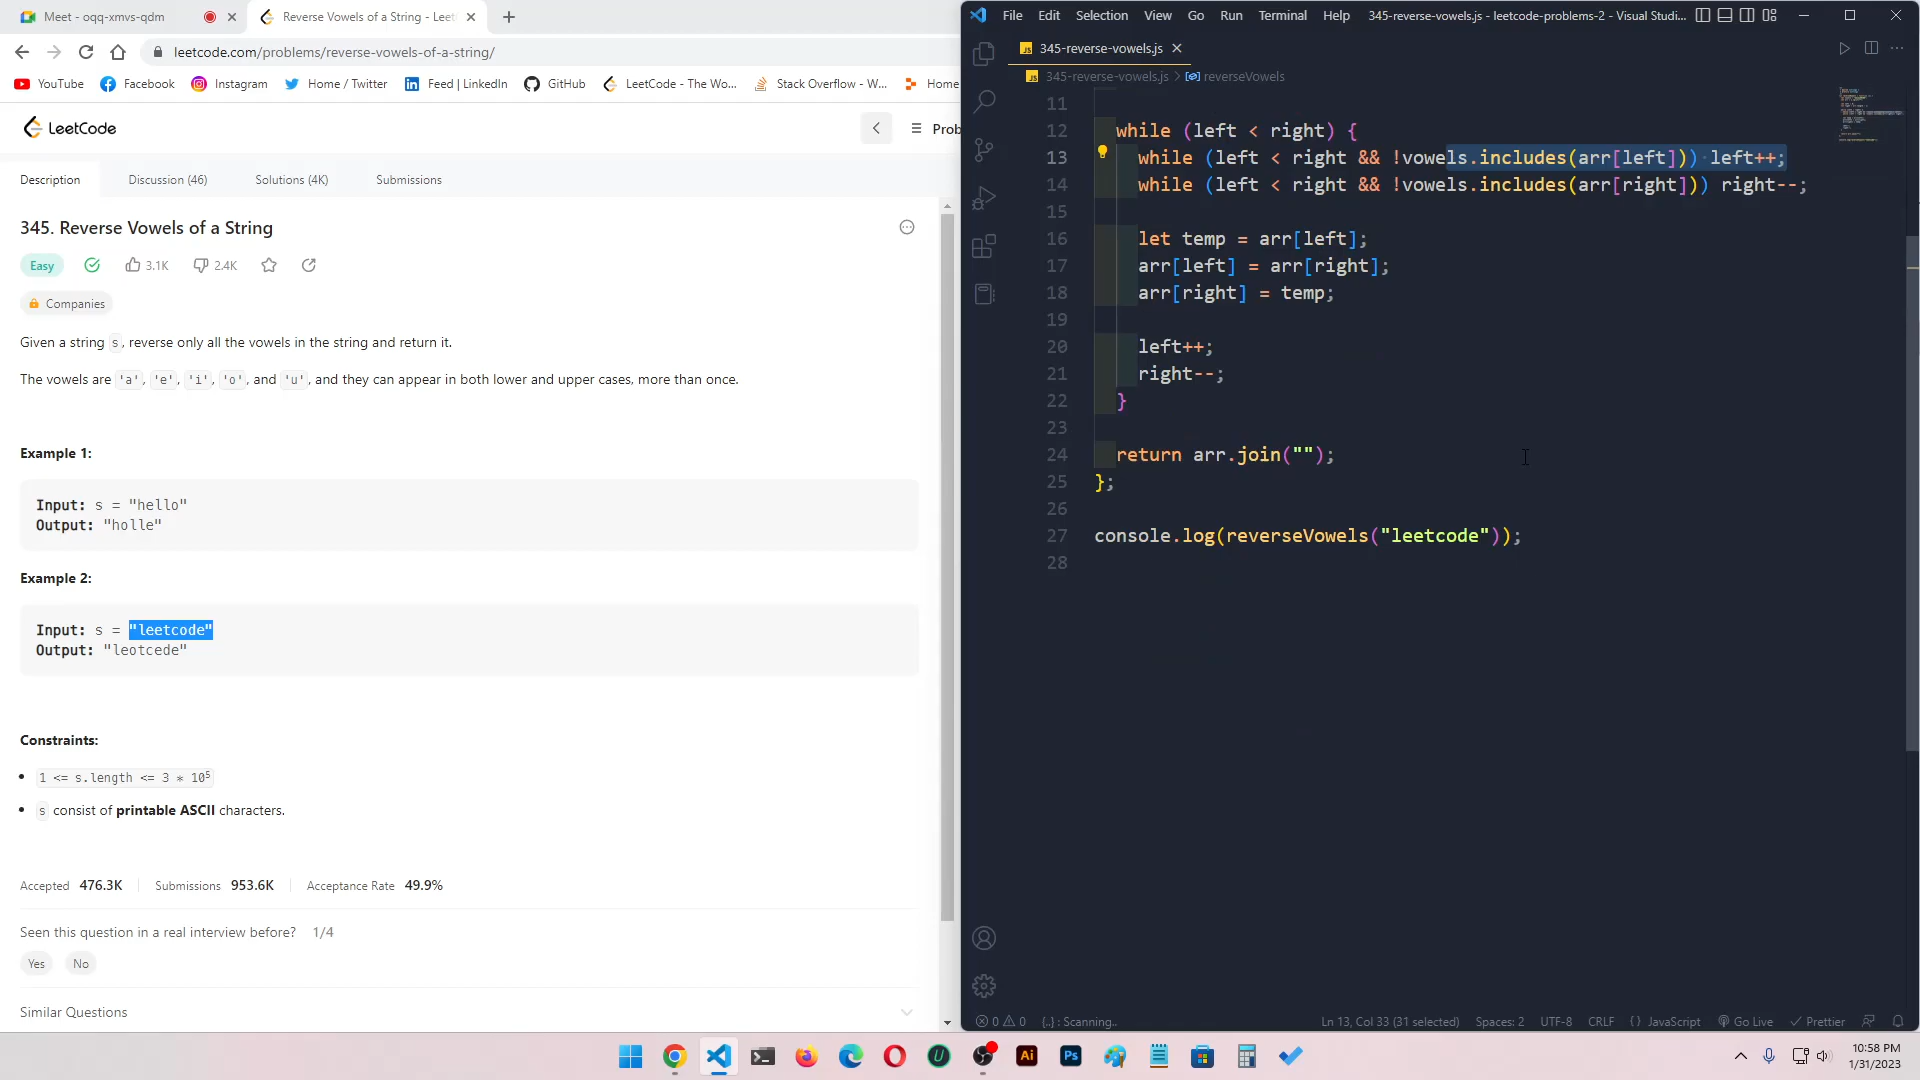 Meet - oqq-xmvs-qdm
Reverse Vowels of a String - Leet
leetcode.com/problems/reverse-vowels-of-a-string/
YouTube
Facebook
Instagram
Home / Twitter
Feed | LinkedIn
GitHub
LeetCode - The Wo...
Stack Overflow - W...
Home
LeetCode
Prob
Description
Discussion (46)
Solutions (4K)
Submissions
345. Reverse Vowels of a String
Easy
3.1K
2.4K
Companies
Given a string s, reverse only all the vowels in the string and return it.
The vowels are 'a', 'e', 'i', 'o', and 'u', and they can appear in both lower and upper cases, more than once.
Example 1:
Input: s = "hello"
Output: "holle"
Example 2:
Input: s = "leetcode"
Output: "leotcede"
Constraints:
• 1 <= s.length <= 3 * 10⁵
• s consist of printable ASCII characters.
Accepted 476.3K
Submissions 953.6K
Acceptance Rate 49.9%
Seen this question in a real interview before? 1/4
Yes
No
Similar Questions
File Edit Selection View Go Run Terminal Help
345-reverse-vowels.js - leetcode-problems-2 - Visual Studi...
JS 345-reverse-vowels.js
JS 345-reverse-vowels.js > reverseVowels
11
12 while (left < right) {
13 while (left < right && !vowels.includes(arr[left])) left++;
14 while (left < right && !vowels.includes(arr[right])) right--;
15
16 let temp = arr[left];
17 arr[left] = arr[right];
18 arr[right] = temp;
19
20 left++;
21 right--;
22 }
23
24 return arr.join("");
25 };
26
27 console.log(reverseVowels("leetcode"));
28
0 0 {..} : Scanning..
Ln 13, Col 33 (31 selected)
Spaces: 2
UTF-8
CRLF
{ } JavaScript
Go Live
Prettier
U
Ai
Ps
10:58 PM
1/31/2023